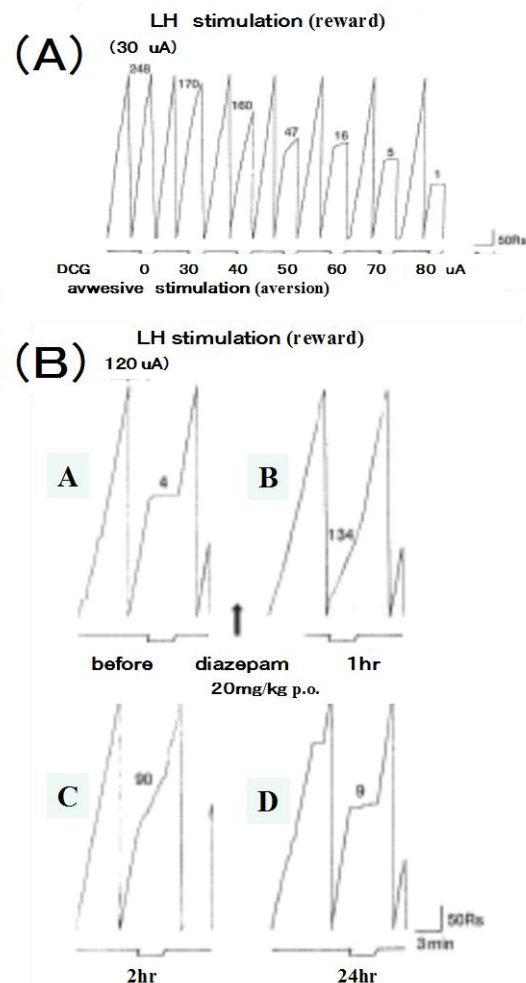 LH stimulation (reward)
(A)
(30 uA)
248
170
160
47
16
5
1
50Rs
DCG 0 30 40 50 60 70 80 uA
avwesive stimulation (aversion)
LH stimulation (reward)
(B)
120 uA)
A
4
B
134
before diazepam 1hr
20mg/kg p.o.
C
90
D
9
50Rs
3min
2hr 24hr